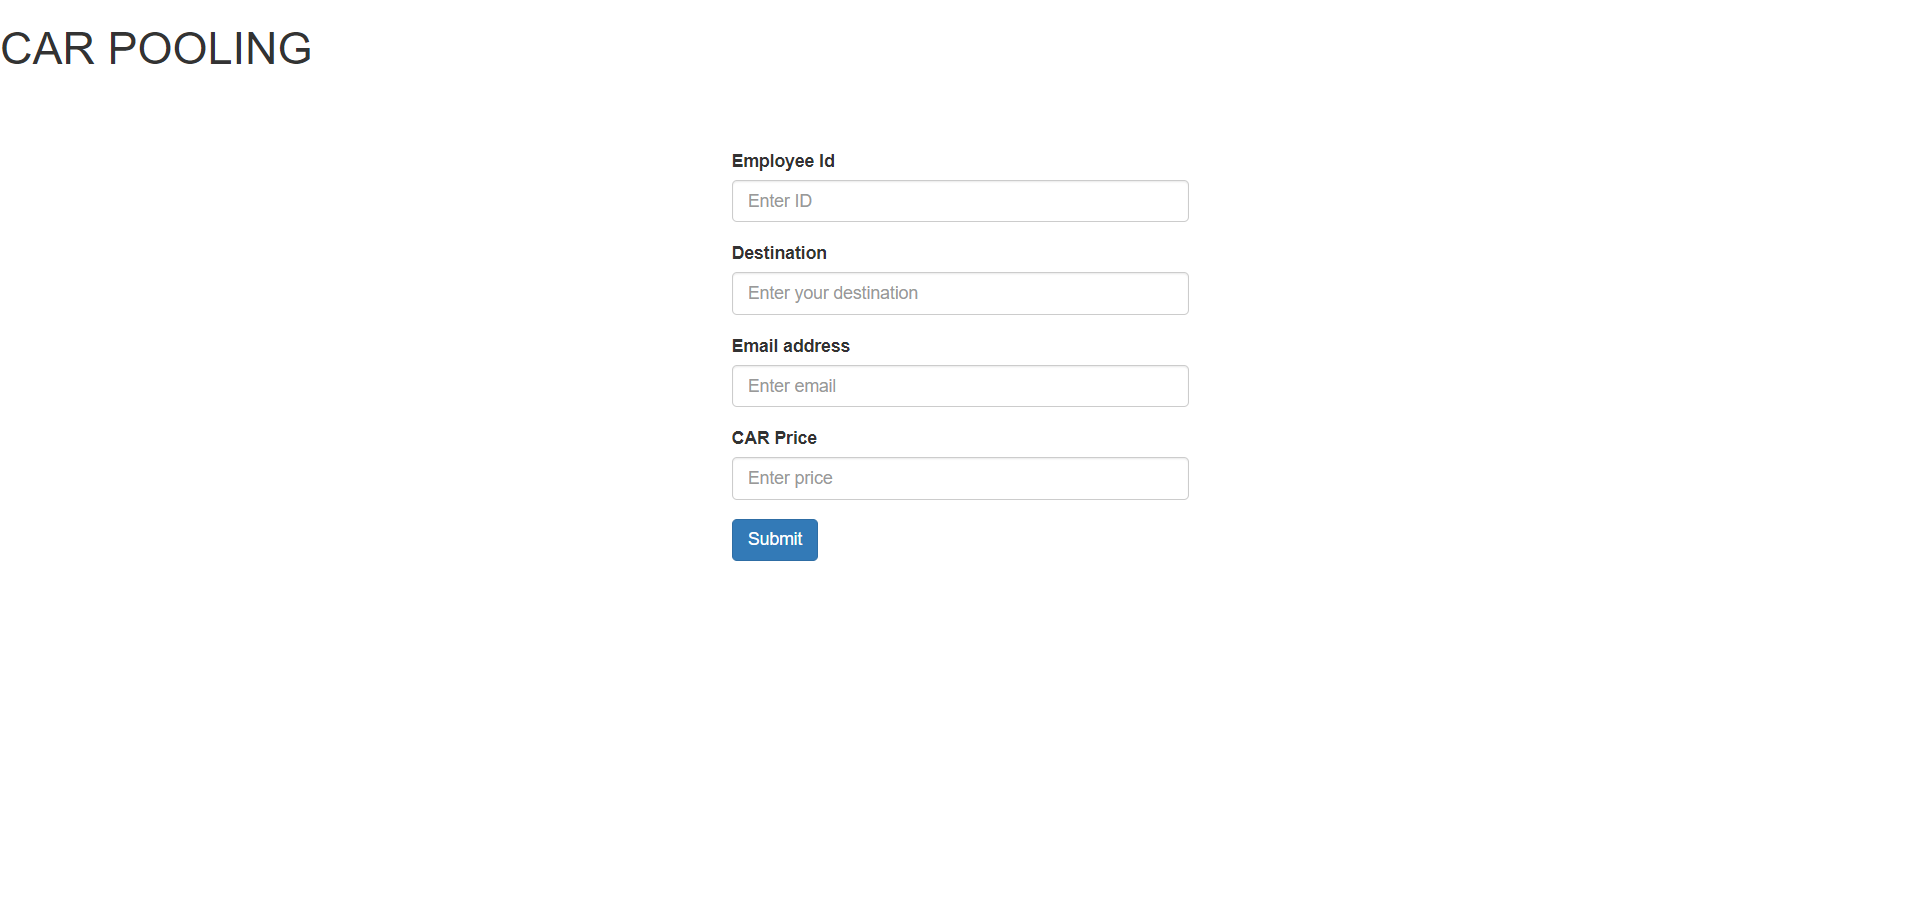 CAR POOLING
Employee Id
Enter ID
Destination
Enter your destination
Email address
Enter email
CAR Price
Enter price
Submit